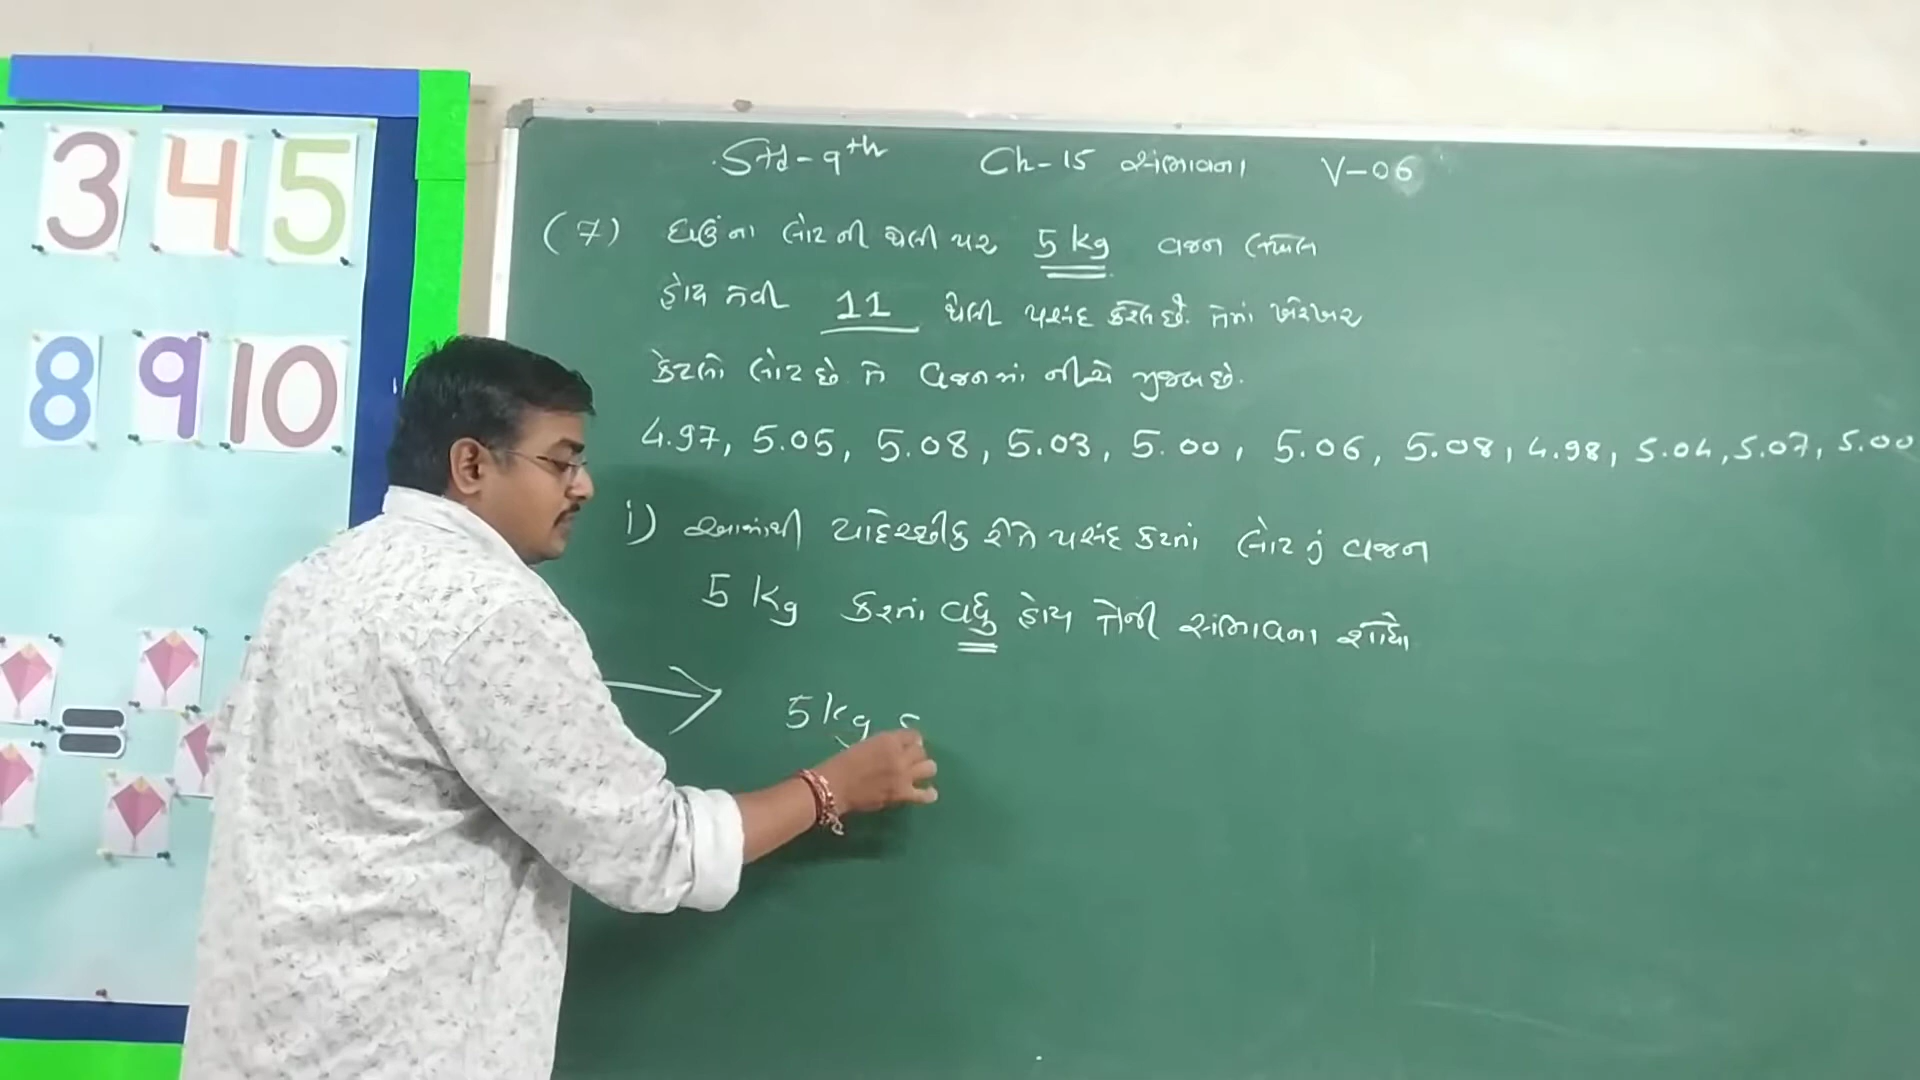 3 4 5
8 9 10
Std-9th Ch-15 સંભાવના V-06
(7) ઘઉંના લોટની થેલી પર 5 kg વજન લખેલ
હોય તેવી 11 થેલી પસંદ કરેલ છે. તેમાં ખરેખર
કેટલો લોટ છે તે વજનમાં નીચે મુજબ છે.
4.97, 5.05, 5.08, 5.03, 5.00, 5.06, 5.08, 4.98, 5.04, 5.07, 5.00
i) આમાંથી યાદચ્છીક રીતે પસંદ કરતાં લોટનું વજન
5 kg કરતાં વધુ હોય તેની સંભાવના શોધો
5 kg